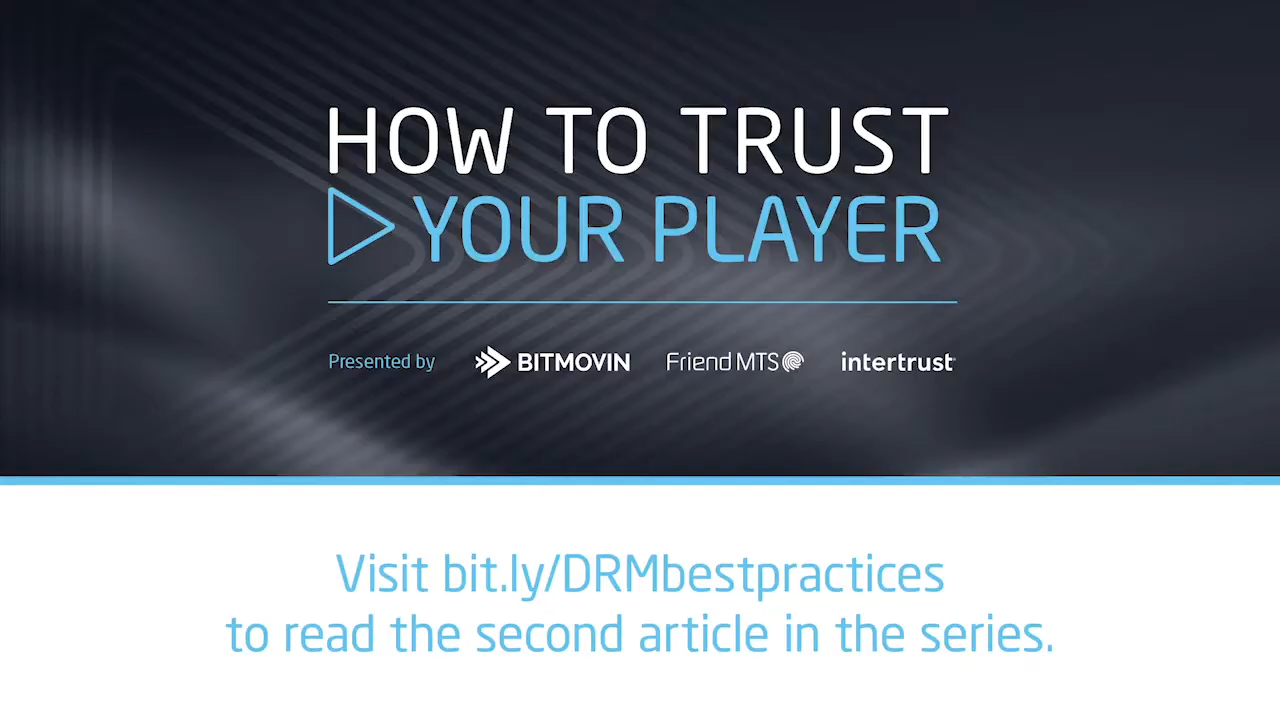 HOW TO TRUST
YOUR PLAYER
Presented by BITMOVIN Friend MTS intertrust
Visit bit.ly/DRMbestpractices
to read the second article in the series.